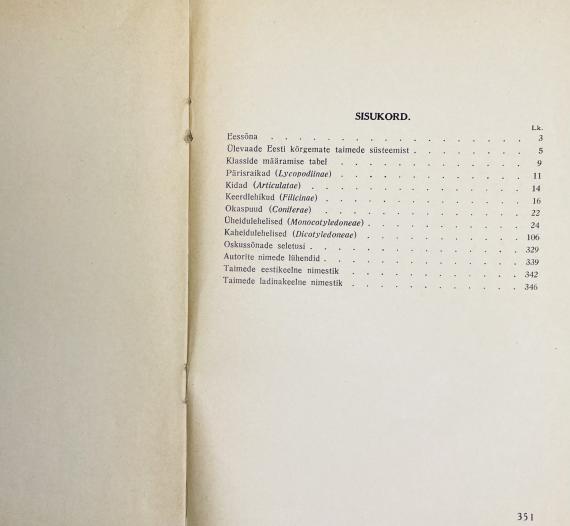 SISUKORD.
Lk.
Eessõna . . . . . . . . . . . . . . . . . 3
Ülevaade Eesti kõrgemate taimede süsteemist . . . . . . . . 5
Klasside määramise tabel . . . . . . . . . . . . . 9
Pärisraikad (Lycopodiinae) . . . . . . . . . . . . . 11
Kidad (Articulatae) . . . . . . . . . . . . . . 14
Keerdlehikud (Filicinae) . . . . . . . . . . . . . 16
Okaspuud (Coniferae) . . . . . . . . . . . . . . 22
Üheidulehelised (Monocotyledoneae) . . . . . . . . . . . 24
Kaheidulehelised (Dicotyledoneae) . . . . . . . . . . . 106
Oskussõnade seletusi . . . . . . . . . . . . . . 329
Autorite nimede lühendid . . . . . . . . . . . . . 339
Taimede eestikeelne nimestik . . . . . . . . . . . . 342
Taimede ladinakeelne nimestik . . . . . . . . . . . . 346
351